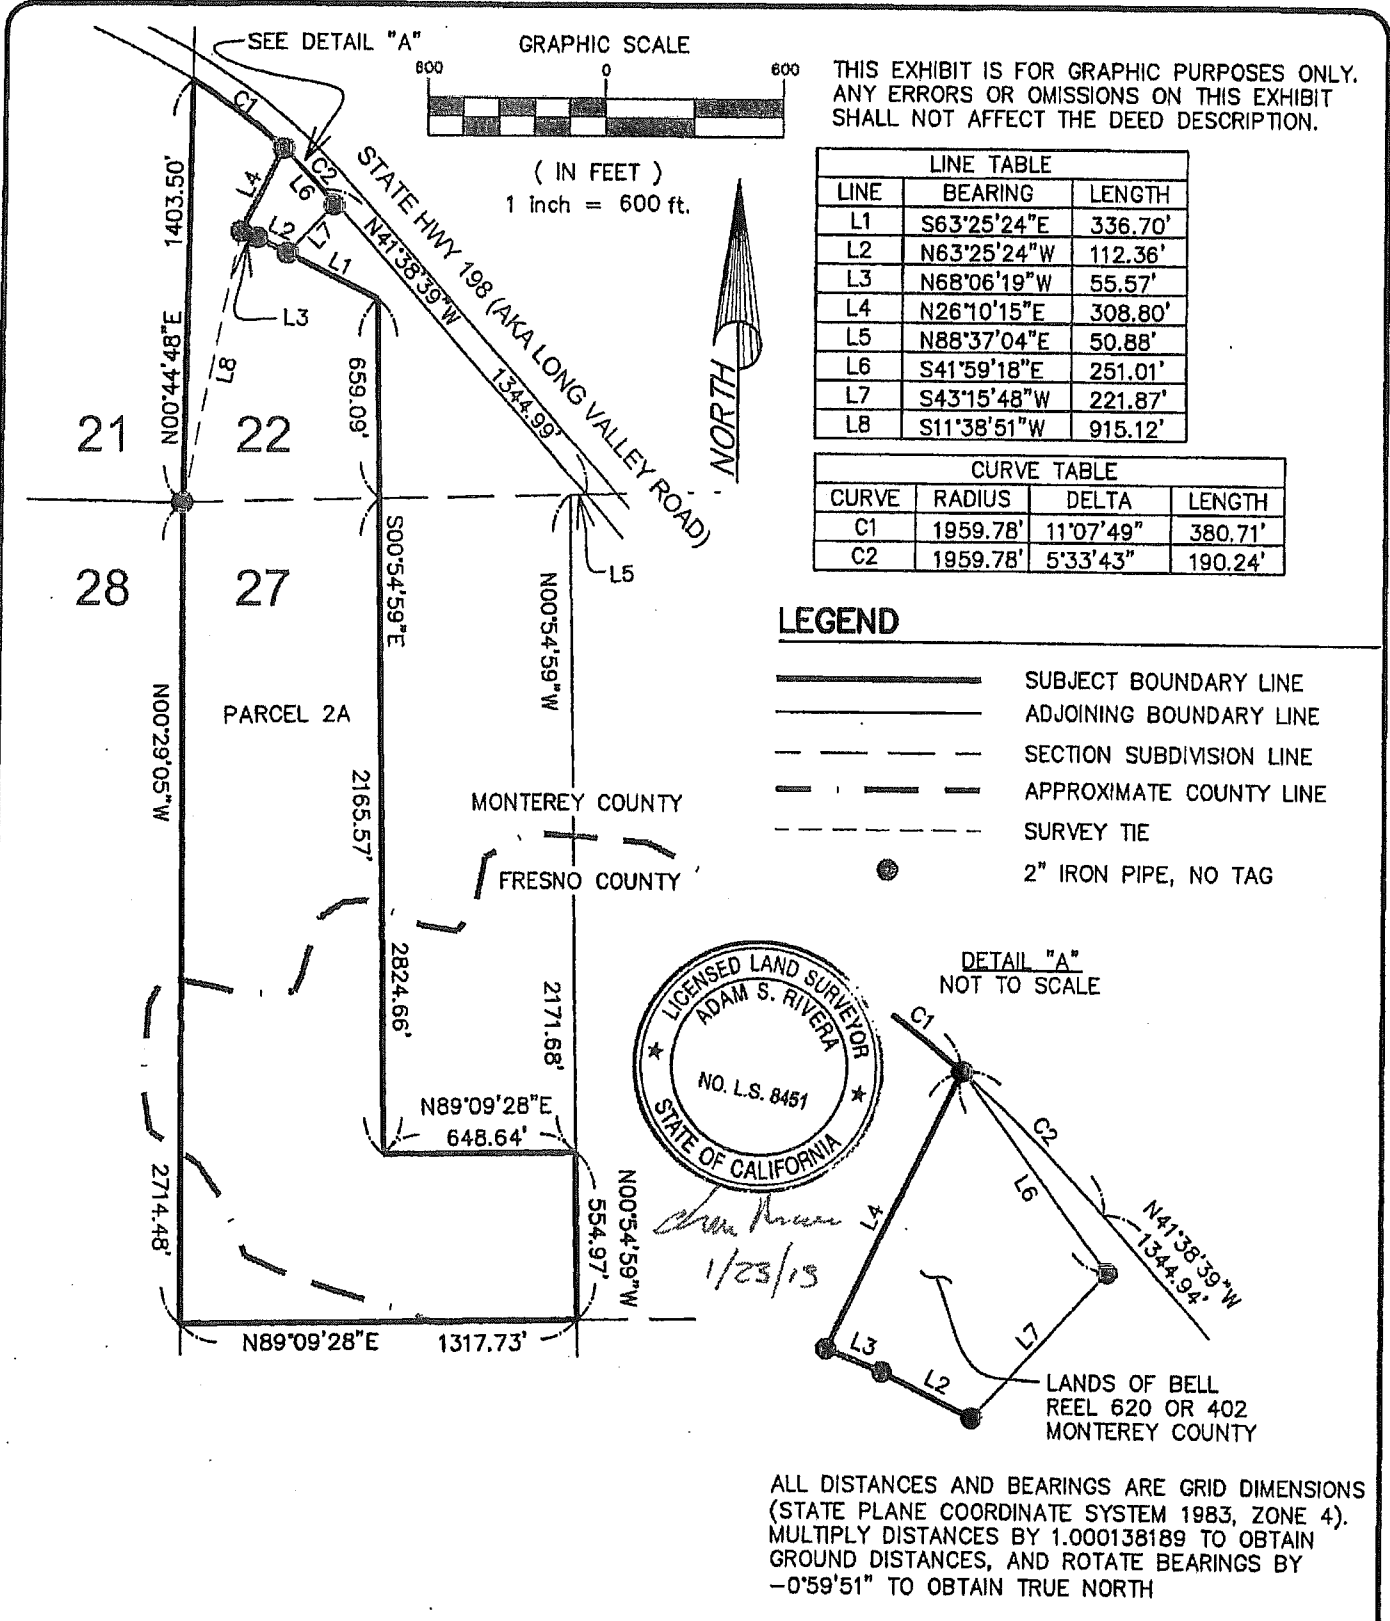 SEE DETAIL "A"
GRAPHIC SCALE
600 0 600
( IN FEET )
1 inch = 600 ft.
THIS EXHIBIT IS FOR GRAPHIC PURPOSES ONLY.
ANY ERRORS OR OMISSIONS ON THIS EXHIBIT
SHALL NOT AFFECT THE DEED DESCRIPTION.
LINE TABLE
LINE BEARING LENGTH
L1 S63°25'24"E 336.70'
L2 N63°25'24"W 112.36'
L3 N68°06'19"W 55.57'
L4 N26°10'15"E 308.80'
L5 N88°37'04"E 50.88'
L6 S41°59'18"E 251.01'
L7 S43°15'48"W 221.87'
L8 S11°38'51"W 915.12'
CURVE TABLE
CURVE RADIUS DELTA LENGTH
C1 1959.78' 11°07'49" 380.71'
C2 1959.78' 5°33'43" 190.24'
C1
C2
L4
L6
L2
L7
L1
L3
L8
1403.50'
N00°44'48"E
STATE HWY 198 (AKA LONG VALLEY ROAD)
N41°38'39"W
1344.99'
659.09'
NORTH
21
22
28
27
L5
S00°54'59"E
N00°54'59"W
N00°29'05"W
PARCEL 2A
2165.57'
MONTEREY COUNTY
FRESNO COUNTY
2824.66'
2171.68'
N89°09'28"E
648.64'
2714.48'
554.97'
N00°54'59"W
N89°09'28"E 1317.73'
LEGEND
SUBJECT BOUNDARY LINE
ADJOINING BOUNDARY LINE
SECTION SUBDIVISION LINE
APPROXIMATE COUNTY LINE
SURVEY TIE
2" IRON PIPE, NO TAG
LICENSED LAND SURVEYOR
ADAM S. RIVERA
NO. L.S. 8451
STATE OF CALIFORNIA
DETAIL "A"
NOT TO SCALE
C1
C2
L6
L4
N41°38'39"W
1344.94'
L7
L3
L2
LANDS OF BELL
REEL 620 OR 402
MONTEREY COUNTY
ALL DISTANCES AND BEARINGS ARE GRID DIMENSIONS
(STATE PLANE COORDINATE SYSTEM 1983, ZONE 4).
MULTIPLY DISTANCES BY 1.000138189 TO OBTAIN
GROUND DISTANCES, AND ROTATE BEARINGS BY
-0°59'51" TO OBTAIN TRUE NORTH